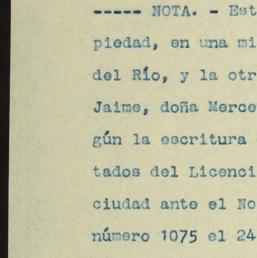 ----- NOTA. - Est
piedad, en una mi
del Río, y la otr
Jaime, doña Merce
gún la escritura
tados del Licenci
ciudad ante el No
número 1075 el 24